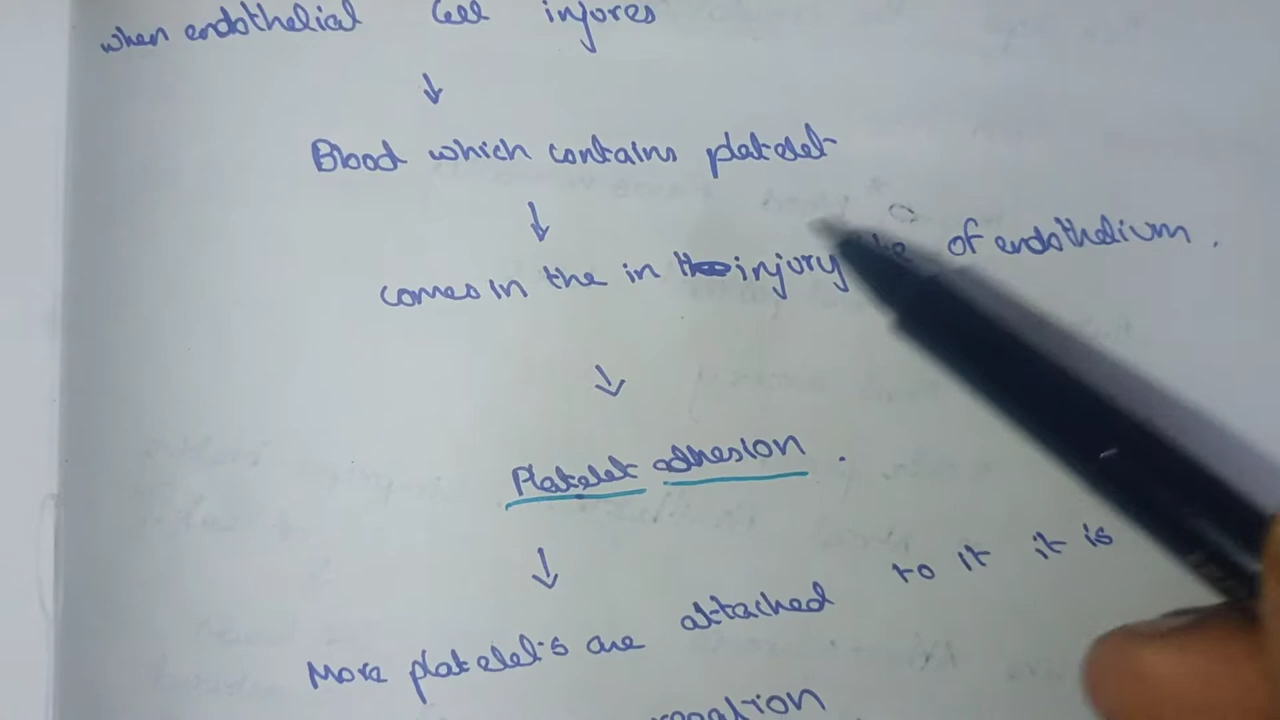 when endothelial cell injores
↓
Blood which contains platelet
↓
comes in the in injury of endothelium.
↓
Platelet adhesion.
↓
More platelets are attached to it it is